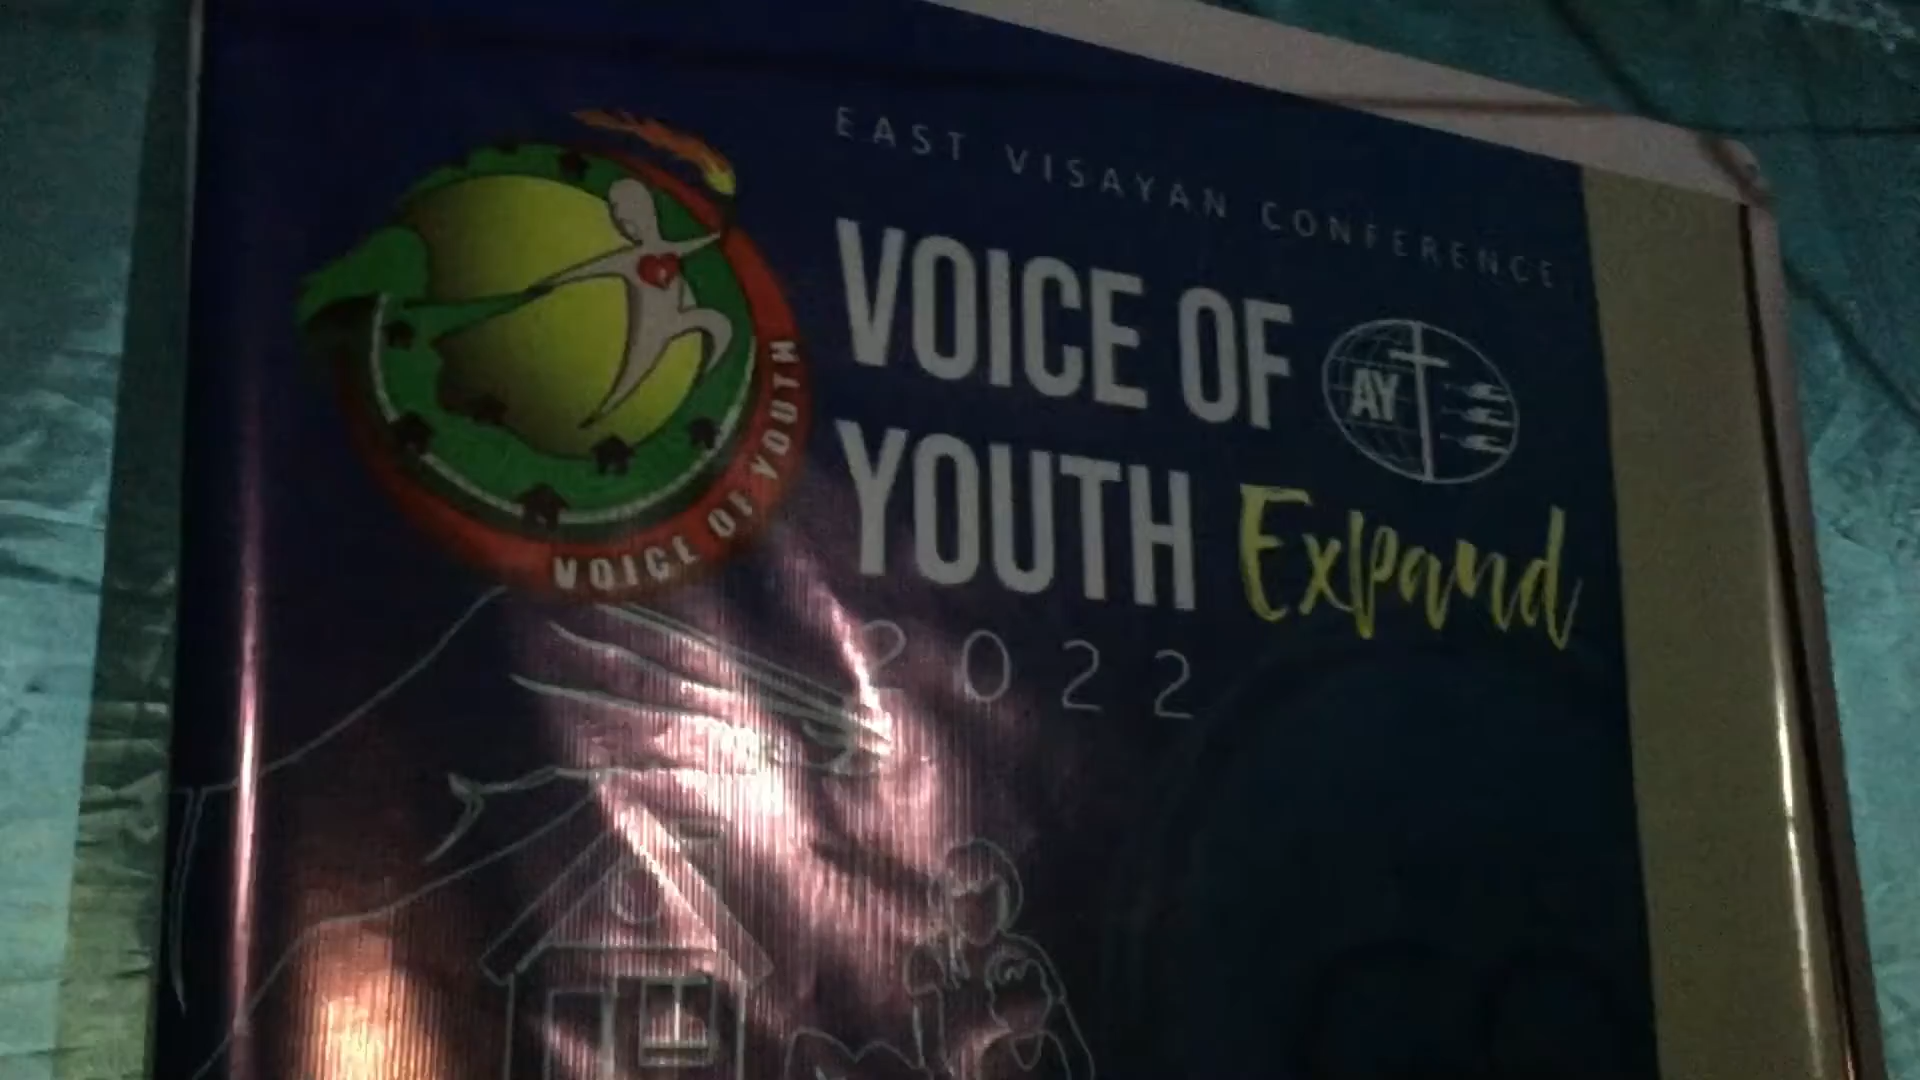 EAST VISAYAN CONFERENCE
VOICE OF
YOUTH Expand
2022
AY
VOICE OF YOUTH